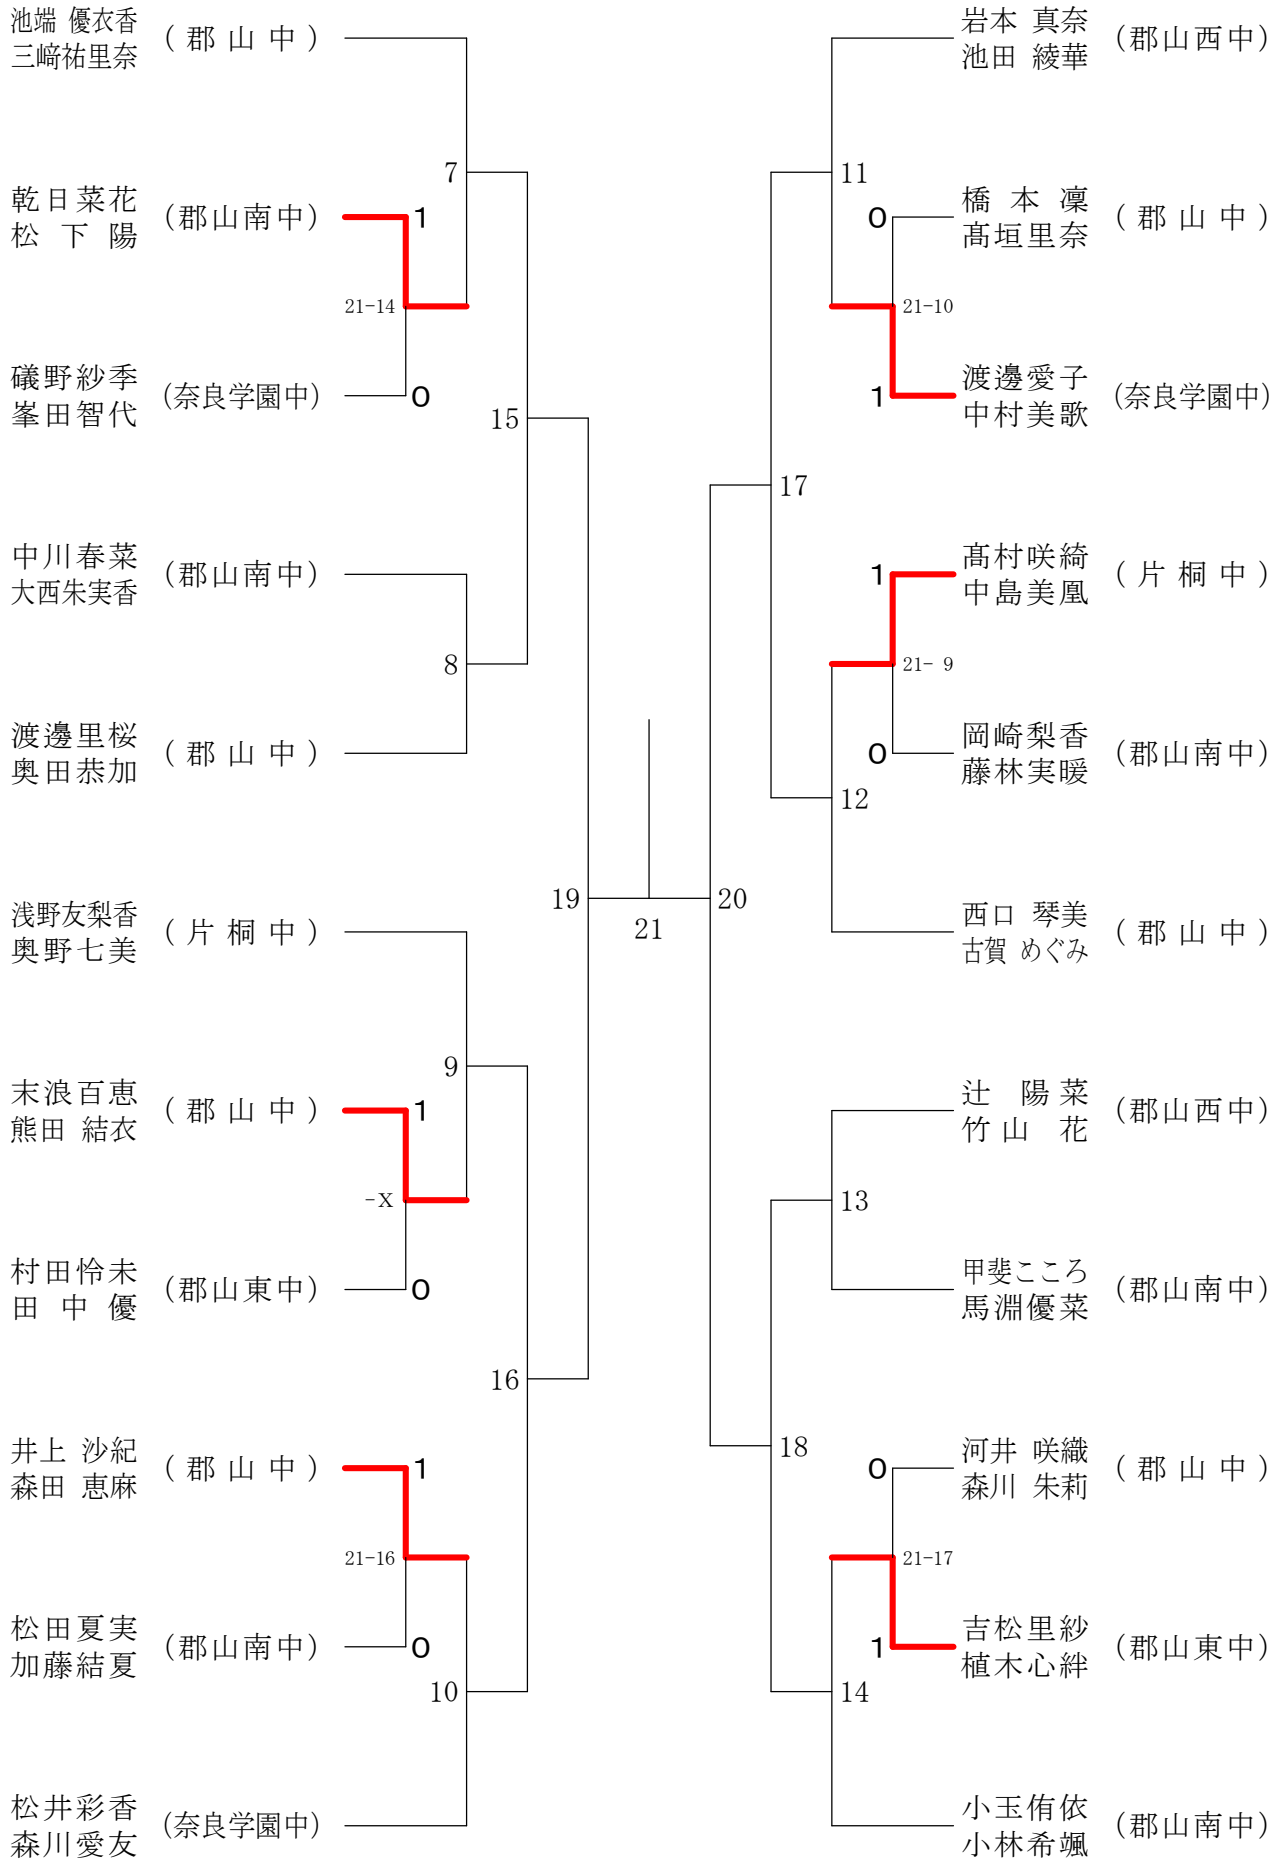 池端 優衣香
三﨑祐里奈
(郡山中)
乾日菜花
松下陽
(郡山南中)
1
21-14
礒野紗季
峯田智代
(奈良学園中)
0
7
中川春菜
大西朱実香
(郡山南中)
渡邊里桜
奥田恭加
(郡山中)
8
15
浅野友梨香
奥野七美
(片桐中)
末浪百恵
熊田 結衣
(郡山中)
1
-X
村田怜未
田中優
(郡山東中)
0
9
井上 沙紀
森田 恵麻
(郡山中)
1
21-16
松田夏実
加藤結夏
(郡山南中)
0
10
松井彩香
森川愛友
(奈良学園中)
16
19
21
20
岩本 真奈
池田 綾華
(郡山西中)
11
橋本凜
髙垣里奈
(郡山中)
0
21-10
渡邊愛子
中村美歌
(奈良学園中)
1
17
髙村咲綺
中島美凰
(片桐中)
1
21- 9
岡崎梨香
藤林実暖
(郡山南中)
0
12
西口 琴美
古賀 めぐみ
(郡山中)
辻 陽菜
竹山 花
(郡山西中)
13
甲斐こころ
馬淵優菜
(郡山南中)
18
河井 咲織
森川 朱莉
(郡山中)
0
21-17
吉松里紗
植木心絆
(郡山東中)
1
14
小玉侑依
小林希颯
(郡山南中)